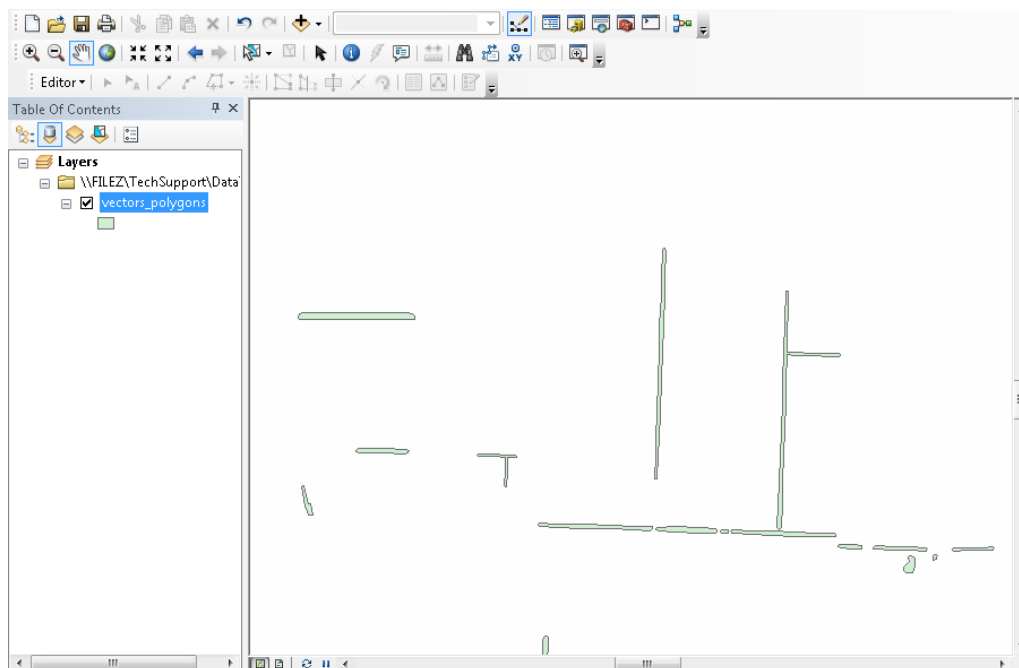 Editor
Table Of Contents
Layers
\\FILEZ\TechSupport\Data
vectors_polygons